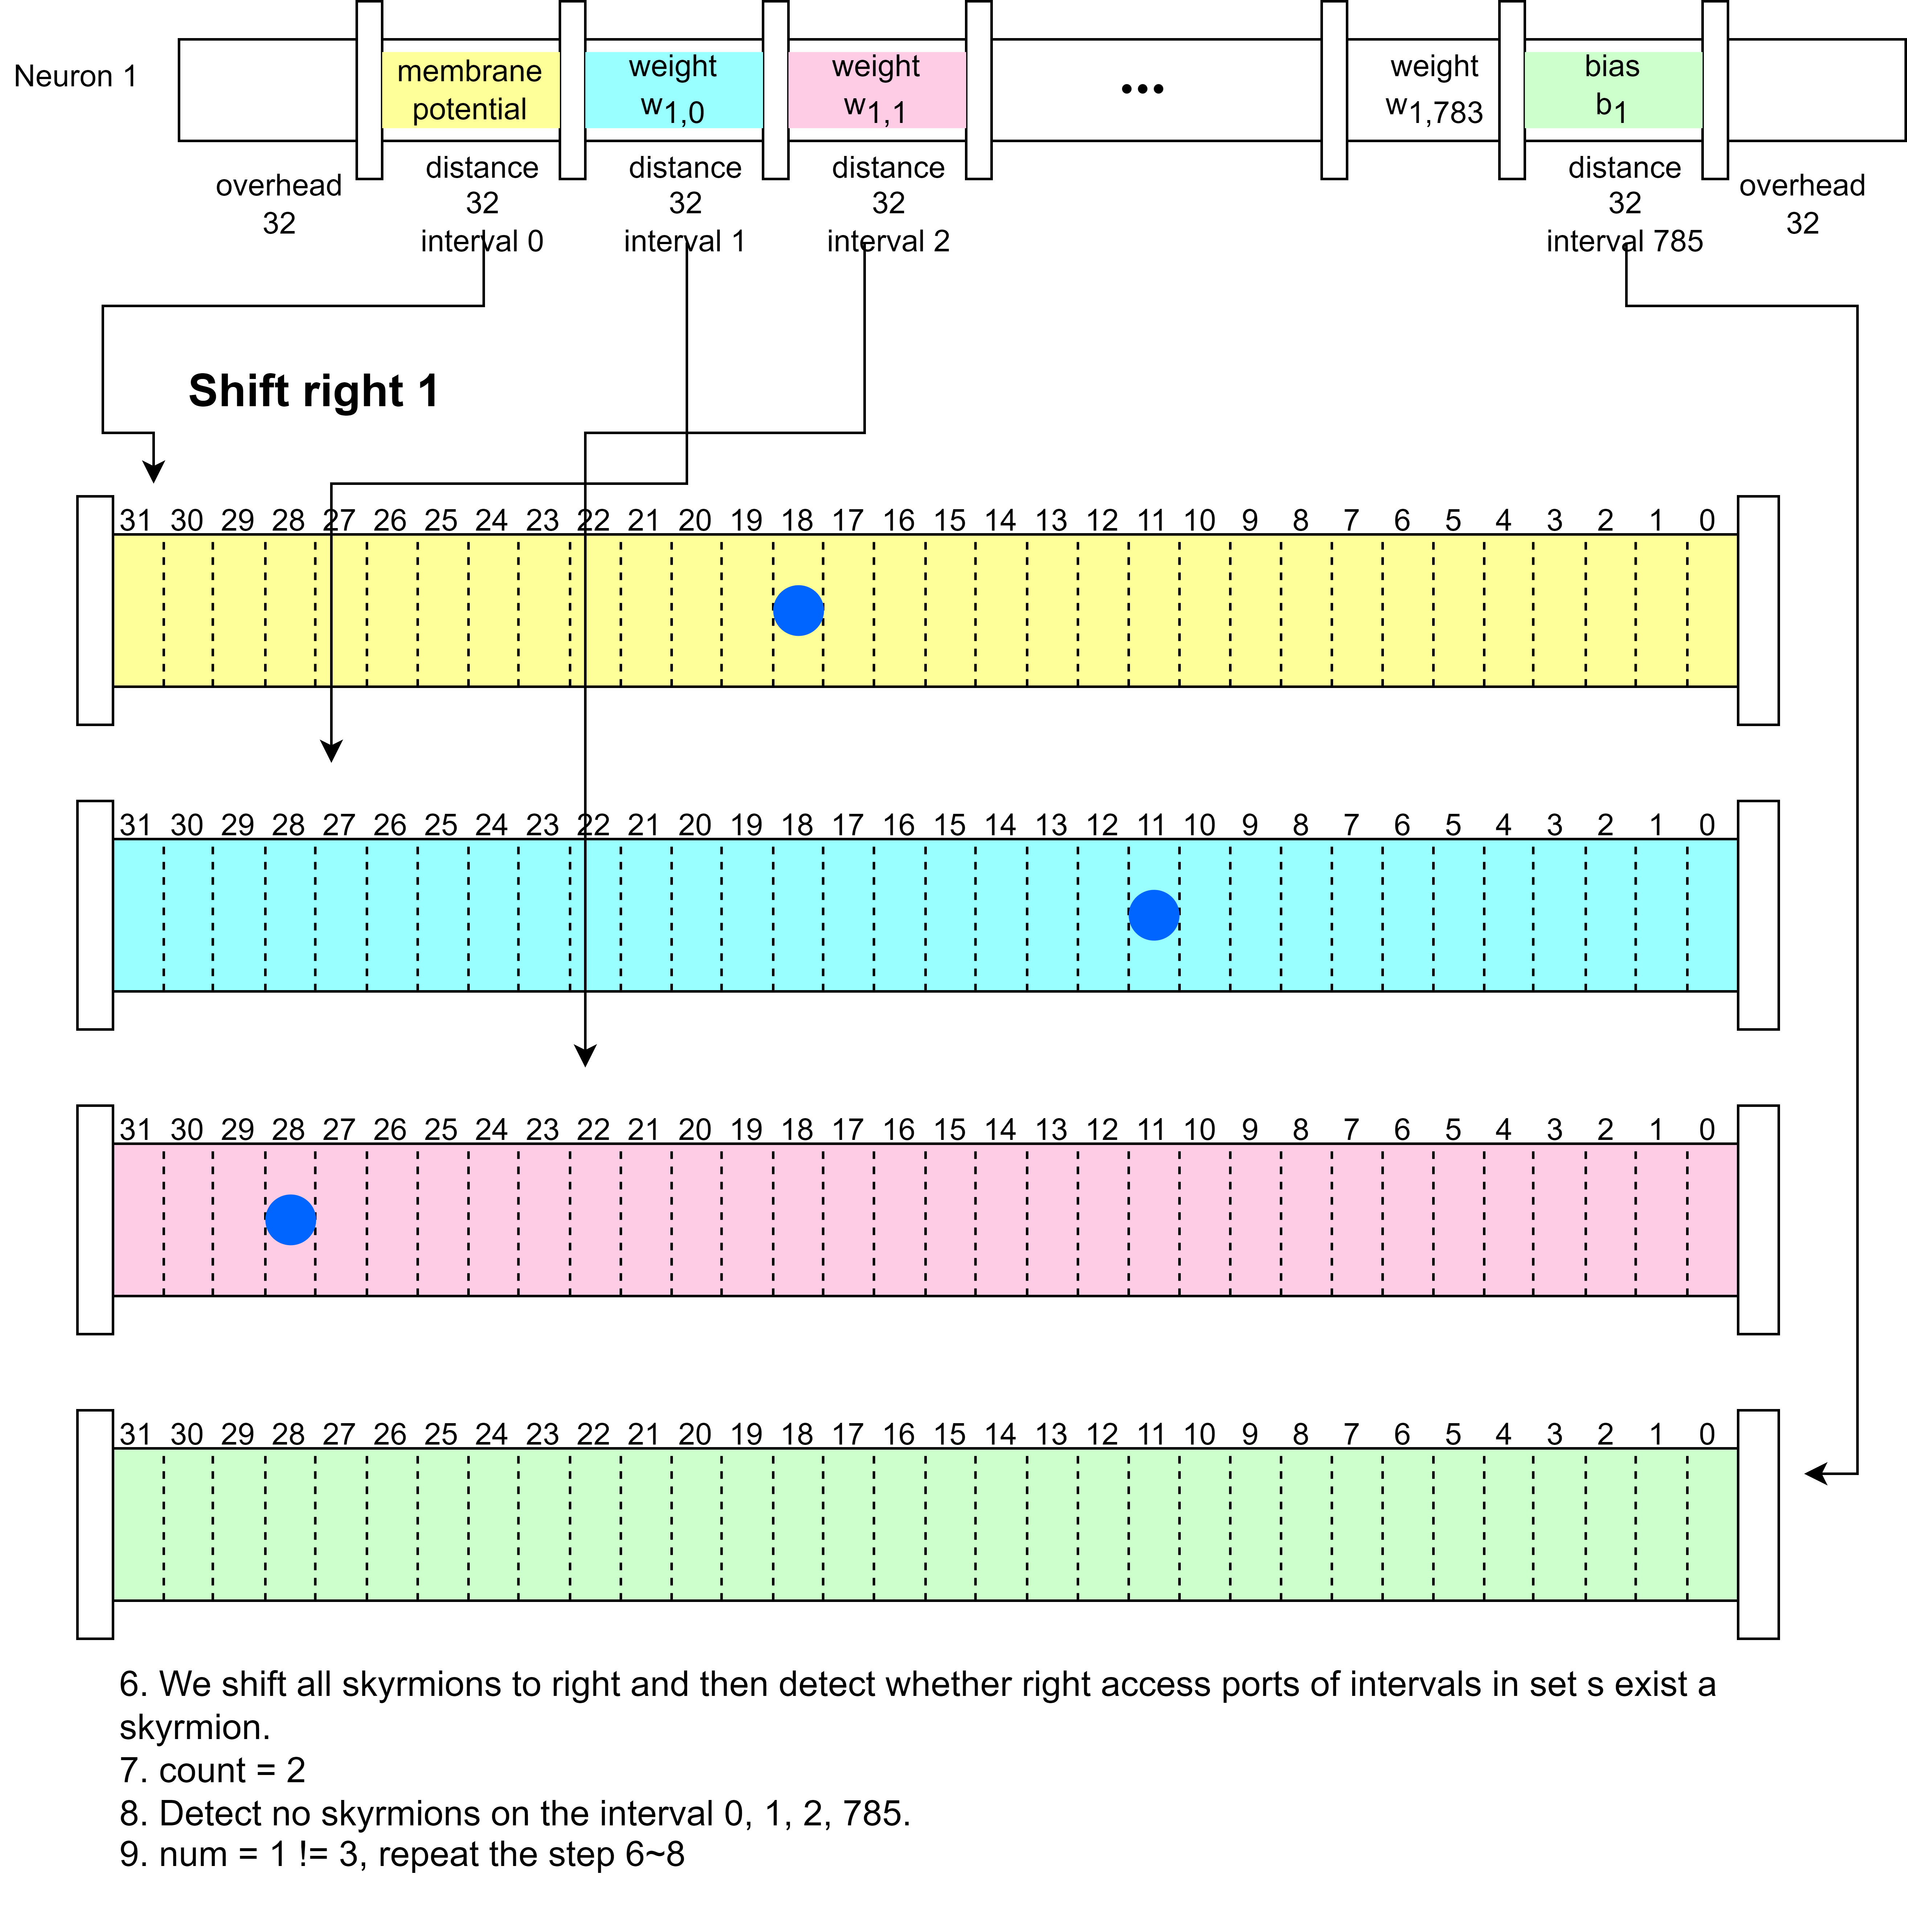 Neuron 1
membrane
potential
weight
w1,0
weight
w1,1
...
weight
w1,783
bias
b1
overhead
32
distance
32
interval 0
distance
32
interval 1
distance
32
interval 2
distance
32
interval 785
overhead
32
Shift right 1
31 30 29 28 27 26 25 24 23 22 21 20 19 18 17 16 15 14 13 12 11 10 9 8 7 6 5 4 3 2 1 0
31 30 29 28 27 26 25 24 23 22 21 20 19 18 17 16 15 14 13 12 11 10 9 8 7 6 5 4 3 2 1 0
31 30 29 28 27 26 25 24 23 22 21 20 19 18 17 16 15 14 13 12 11 10 9 8 7 6 5 4 3 2 1 0
31 30 29 28 27 26 25 24 23 22 21 20 19 18 17 16 15 14 13 12 11 10 9 8 7 6 5 4 3 2 1 0
6. We shift all skyrmions to right and then detect whether right access ports of intervals in set s exist a
skyrmion.
7. count = 2
8. Detect no skyrmions on the interval 0, 1, 2, 785.
9. num = 1 != 3, repeat the step 6~8